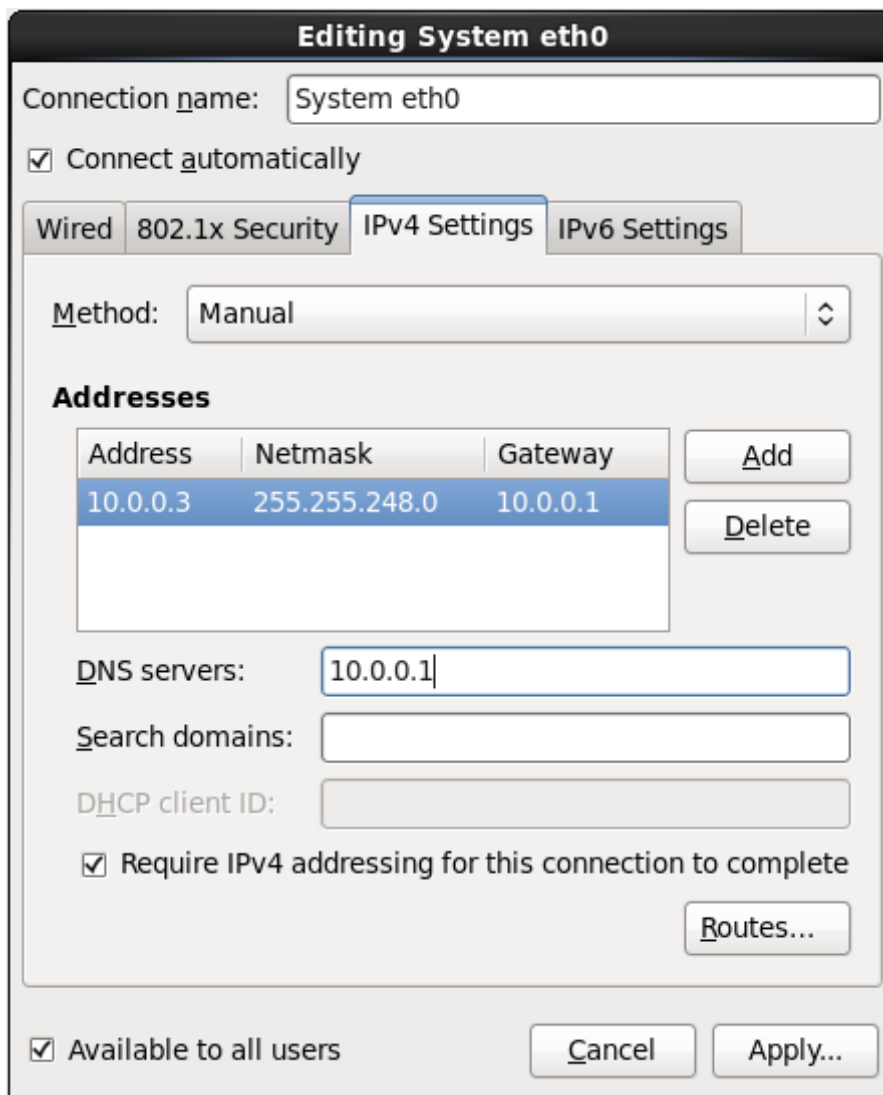 Editing System eth0
Connection name: System eth0
Connect automatically
Wired 802.1x Security IPv4 Settings IPv6 Settings
Method: Manual
Addresses
Address Netmask Gateway Add
10.0.0.3 255.255.248.0 10.0.0.1
Delete
DNS servers: 10.0.0.1
Search domains:
DHCP client ID:
Require IPv4 addressing for this connection to complete
Routes...
Available to all users Cancel Apply...